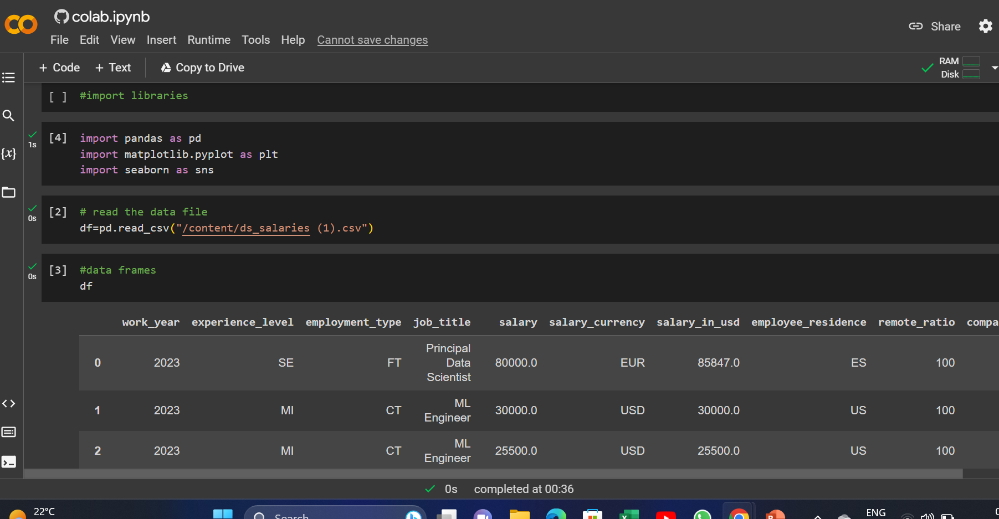 colab.ipynb
File Edit View Insert Runtime Tools Help Cannot save changes
Share
+ Code + Text Copy to Drive
RAM
Disk
[ ] #import libraries
1s
[4] import pandas as pd
import matplotlib.pyplot as plt
import seaborn as sns
{x}
0s
[2] # read the data file
df=pd.read_csv("/content/ds_salaries (1).csv")
0s
[3] #data frames
df
work_year experience_level employment_type job_title salary salary_currency salary_in_usd employee_residence remote_ratio compa
0 2023 SE FT Principal Data Scientist 80000.0 EUR 85847.0 ES 100
1 2023 MI CT ML Engineer 30000.0 USD 30000.0 US 100
2 2023 MI CT ML Engineer 25500.0 USD 25500.0 US 100
0s completed at 00:36
22°C
Search
ENG